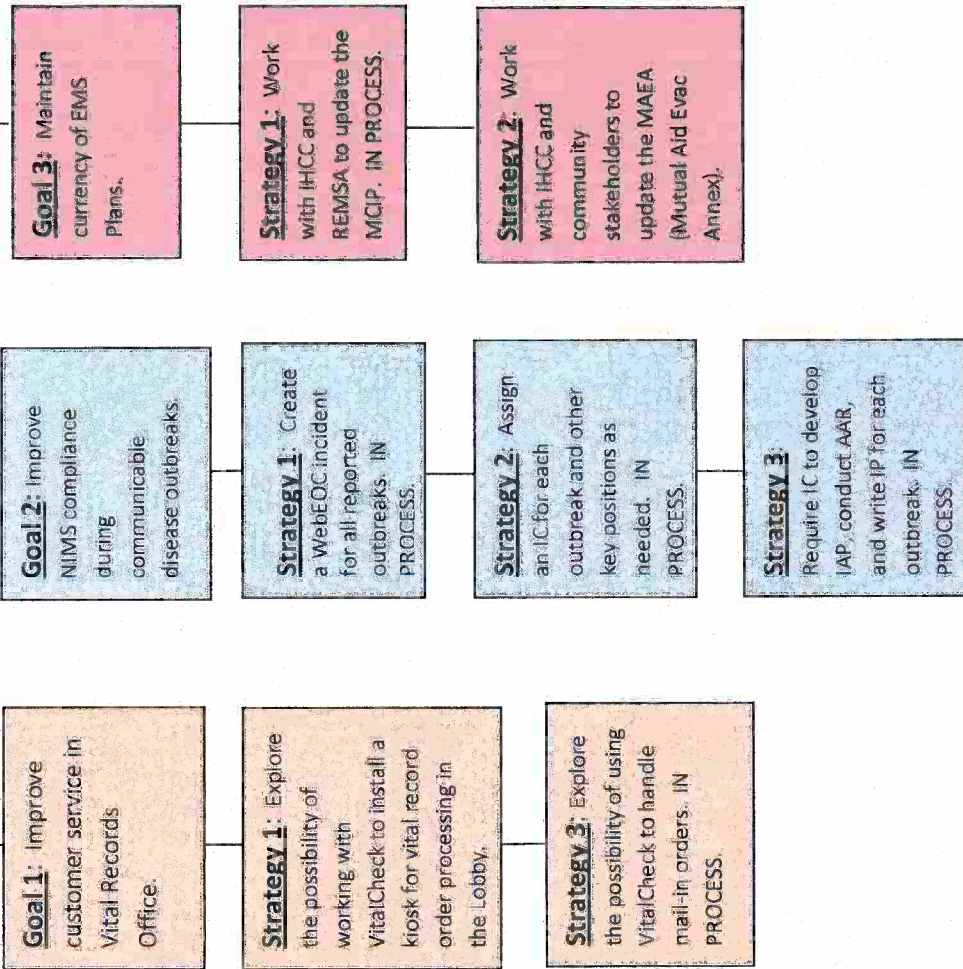 Goal 1: Improve
customer service in
Vital Records
Office.
Strategy 1: Explore
the possibility of
working with
VitalCheck to install a
kiosk for vital record
order processing in
the Lobby.
Strategy 3: Explore
the possibility of using
VitalCheck to handle
mail-in orders. IN
PROCESS.
Goal 2: Improve
NIMS compliance
during
communicable
disease outbreaks.
Strategy 1: Create
a WebEOC incident
for all reported
outbreaks. IN
PROCESS.
Strategy 2: Assign
an IC for each
outbreak and other
key positions as
needed. IN
PROCESS.
Strategy 3:
Require IC to develop
IAP, conduct AAR,
and write IP for each
outbreak. IN
PROCESS.
Goal 3: Maintain
currency of EMS
Plans.
Strategy 1: Work
with IHCC and
REMSA to update the
MCIP. IN PROCESS.
Strategy 2: Work
with IHCC and
community
stakeholders to
update the MAEA
(Mutual Aid Evac
Annex).